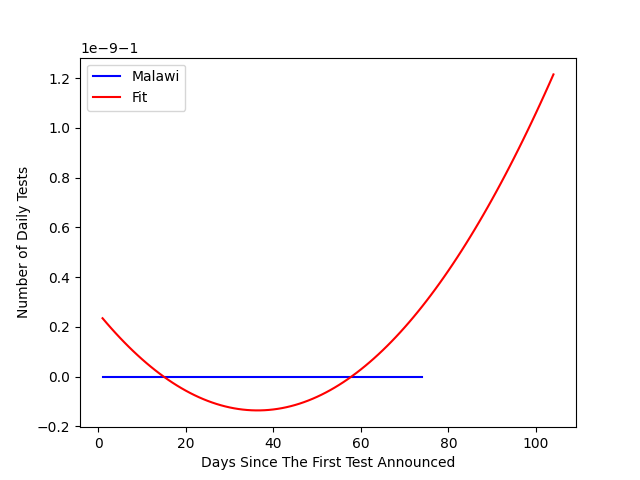 1e−9−1
Malawi
Fit
1.2
1.0
0.8
0.6
0.4
0.2
0.0
−0.2
Number of Daily Tests
0 20 40 60 80 100
Days Since The First Test Announced